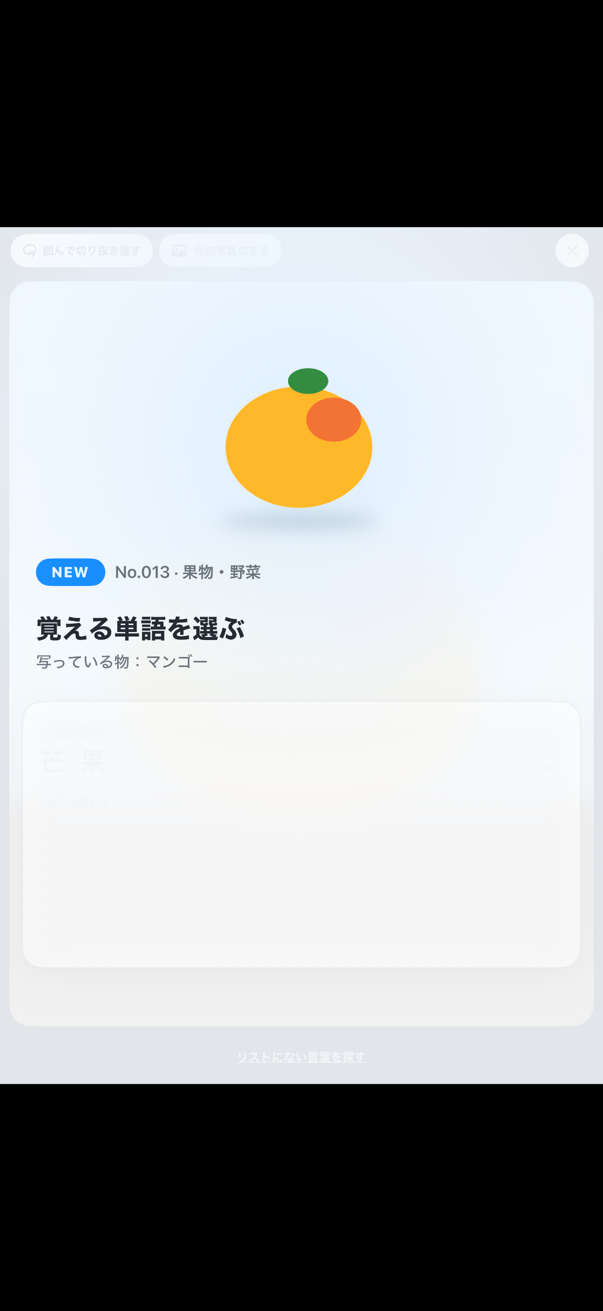 囲んで切り抜き直す
元の写真のまま
NEW No.013・果物・野菜
覚える単語を選ぶ
写っている物：マンゴー
芒 果
リストにない言葉を探す